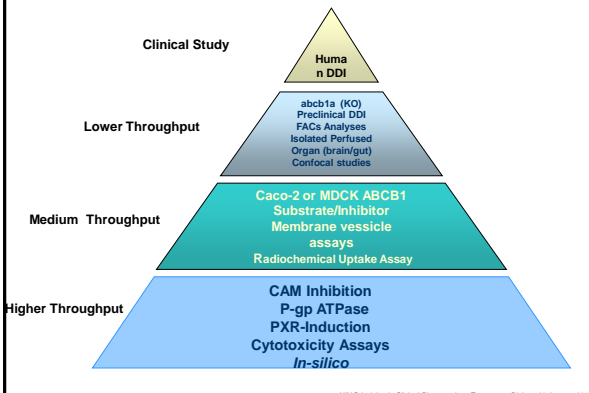 Clinical Study
Huma
n DDI
Lower Throughput
abcb1a (KO)
Preclinical DDI
FACs Analyses
Isolated Perfused
Organ (brain/gut)
Confocal studies
Medium Throughput
Caco-2 or MDCK ABCB1
Substrate/Inhibitor
Membrane vessicle
assays
Radiochemical Uptake Assay
Higher Throughput
CAM Inhibition
P-gp ATPase
PXR-Induction
Cytotoxicity Assays
In-silico